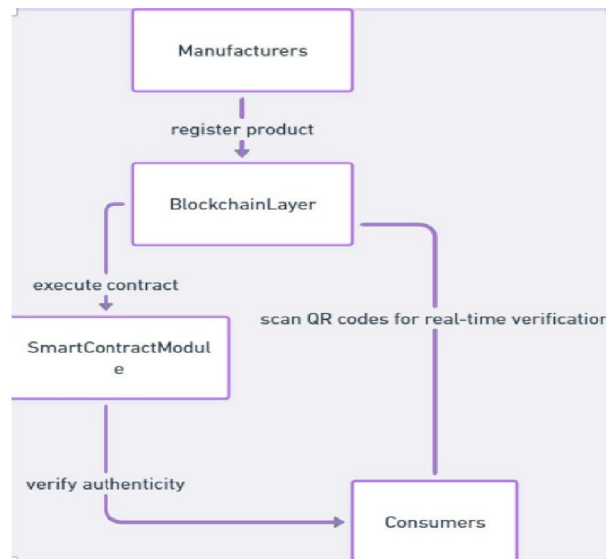 Manufacturers
register product
BlockchainLayer
execute contract
scan QR codes for real-time verification
SmartContractModul
e
verify authenticity
Consumers